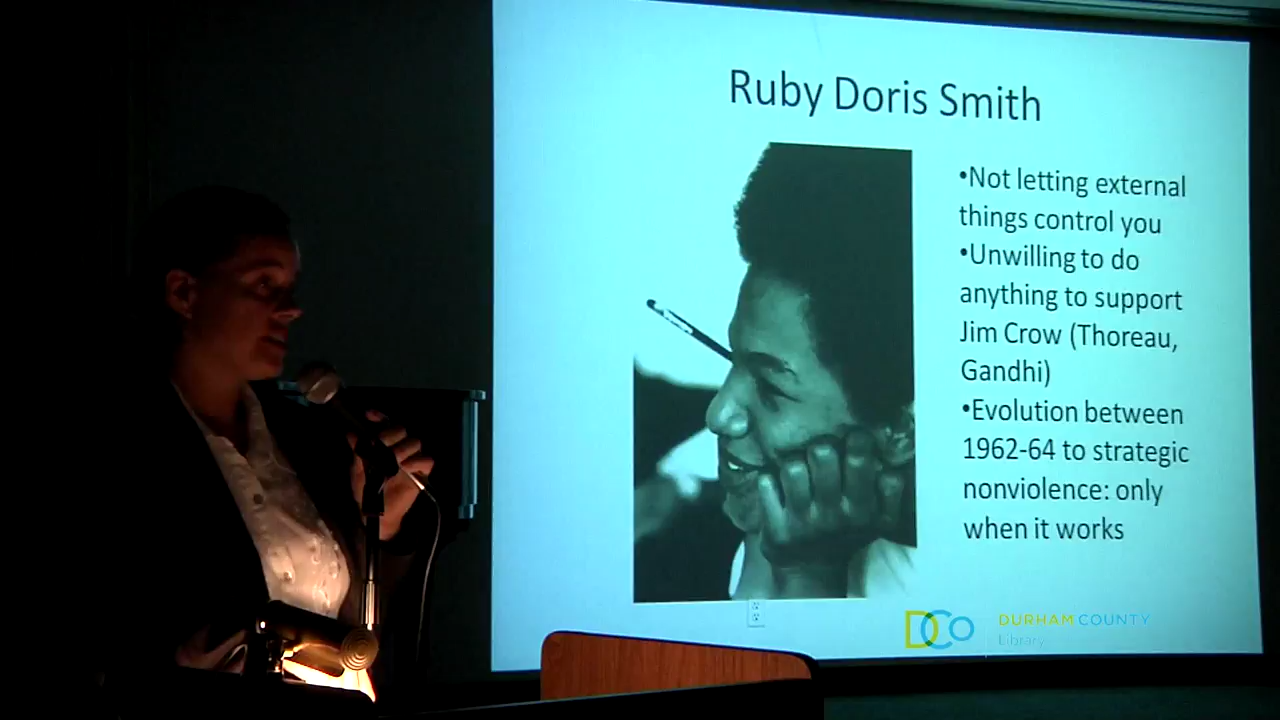 Ruby Doris Smith
•Not letting external
things control you
•Unwilling to do
anything to support
Jim Crow (Thoreau,
Gandhi)
•Evolution between
1962-64 to strategic
nonviolence: only
when it works
DCo DURHAM COUNTY
Library